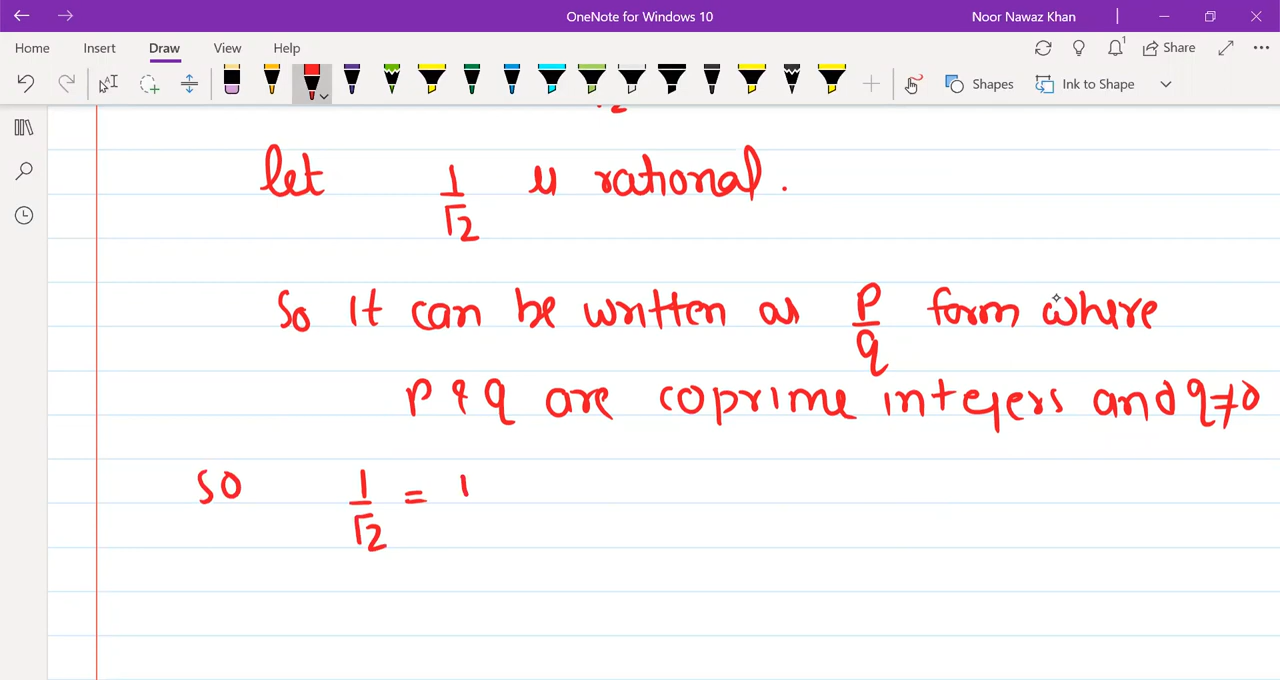 OneNote for Windows 10
Noor Nawaz Khan
Home Insert Draw View Help
Share
Shapes
Ink to Shape
√2
let 1/√2 is rational.
So it can be written as p/q form where
p & q are coprime integers and q≠0
so 1/√2 =